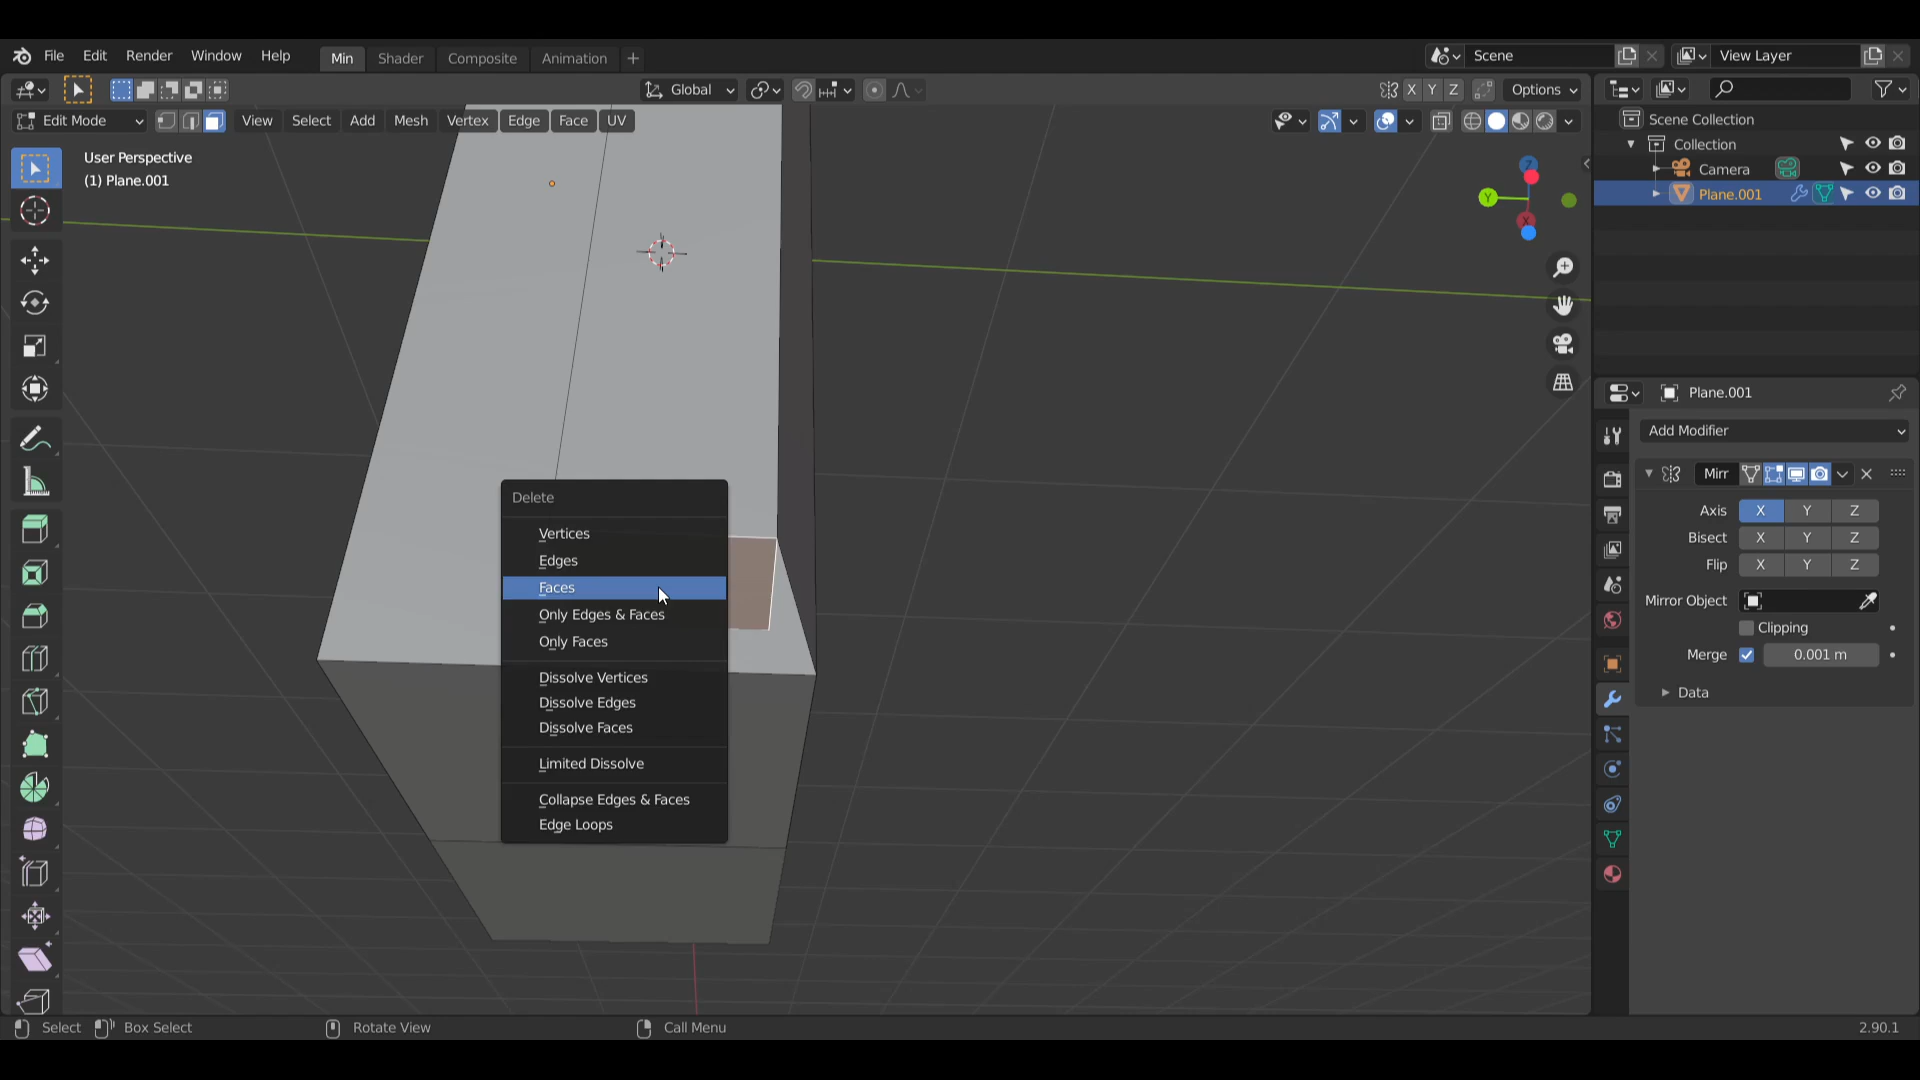 File Edit Render Window Help Min Shader Composite Animation + Scene View Layer
Global X Y Z Options
Edit Mode View Select Add Mesh Vertex Edge Face UV
User Perspective
(1) Plane.001
Z
Y
X
Scene Collection
Collection
Camera
Plane.001
Plane.001
Add Modifier
Mirr
Axis X Y Z
Bisect X Y Z
Flip X Y Z
Mirror Object
Clipping
Merge 0.001 m
Data
Delete
Vertices
Edges
Faces
Only Edges & Faces
Only Faces
Dissolve Vertices
Dissolve Edges
Dissolve Faces
Limited Dissolve
Collapse Edges & Faces
Edge Loops
Select Box Select Rotate View Call Menu 2.90.1